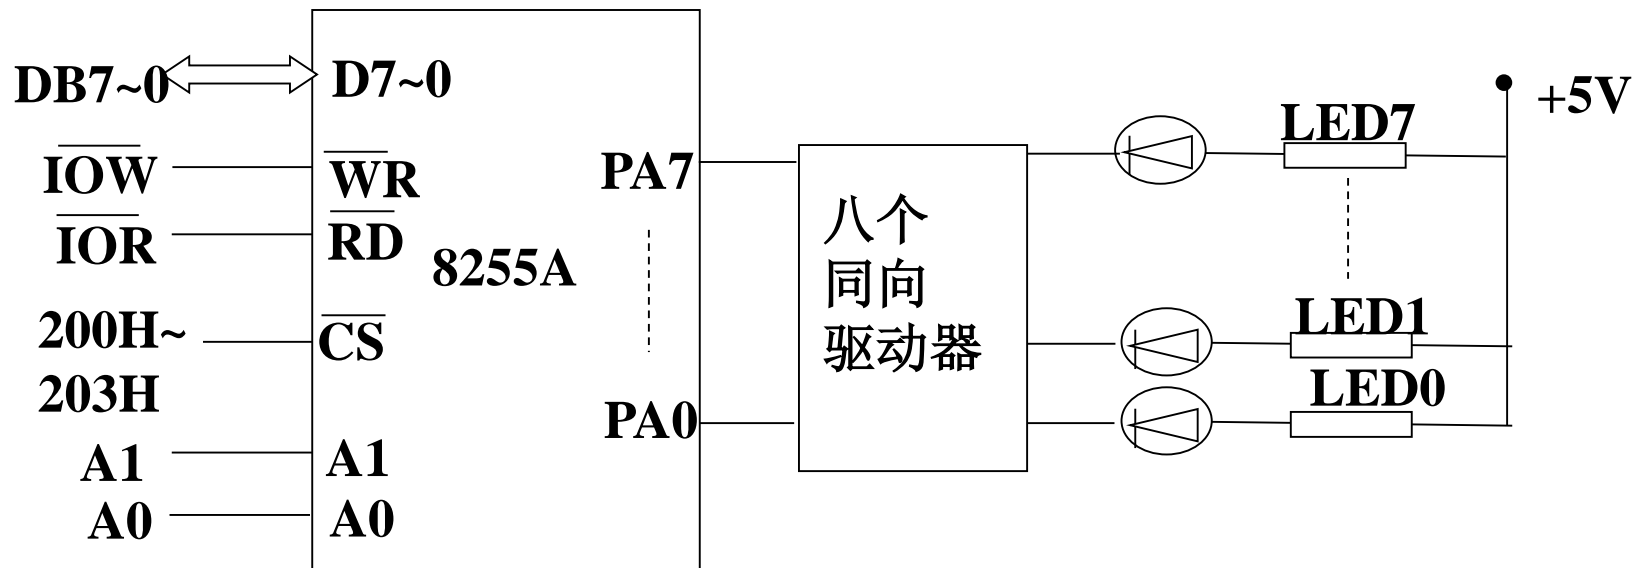 DB7~0
D7~0
LED7
+5V
IOW
WR
PA7
IOR
RD
8255A
八个
同向
驱动器
200H~
203H
CS
LED1
LED0
PA0
A1
A1
A0
A0